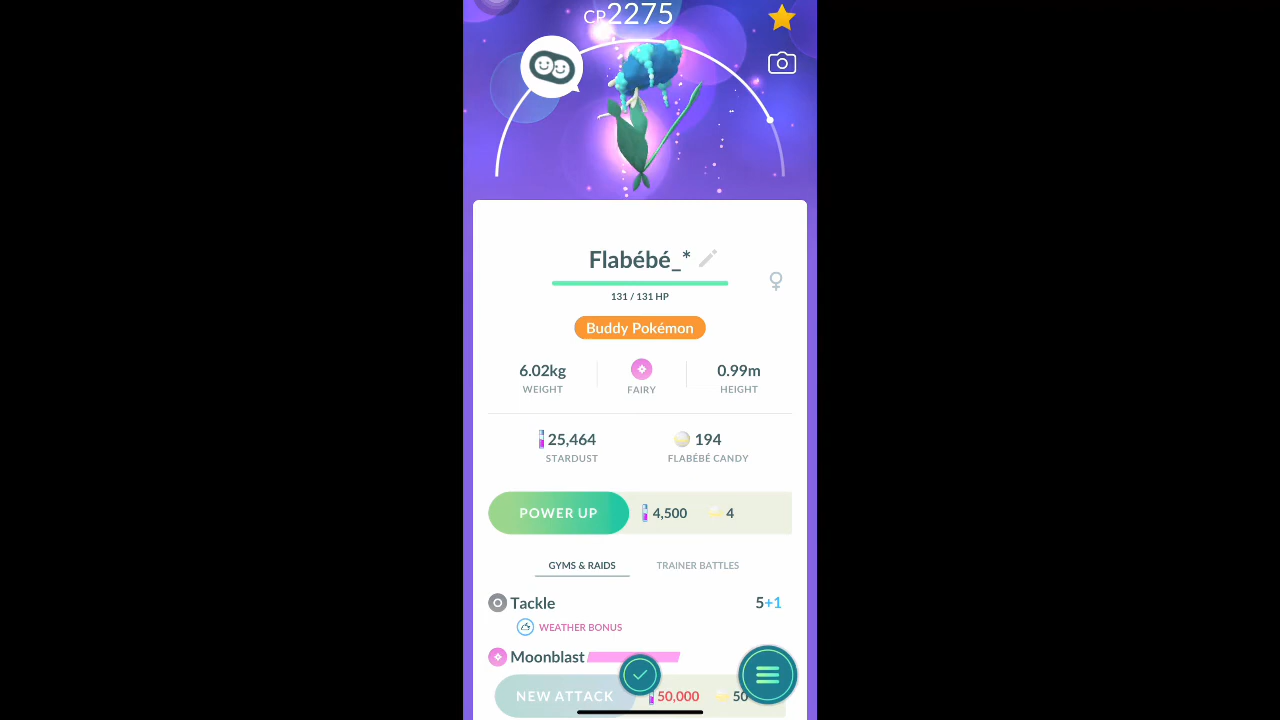 CP2275
Flabébé_*
131 / 131 HP
Buddy Pokémon
6.02kg
WEIGHT
FAIRY
0.99m
HEIGHT
25,464
STARDUST
194
FLABÉBÉ CANDY
POWER UP 4,500 4
GYMS & RAIDS TRAINER BATTLES
Tackle 5+1
WEATHER BONUS
Moonblast
NEW ATTACK 50,000 50